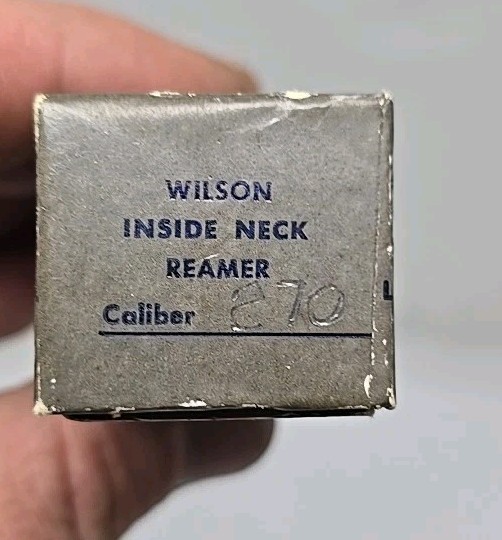 WILSON
INSIDE NECK
REAMER
Caliber 270